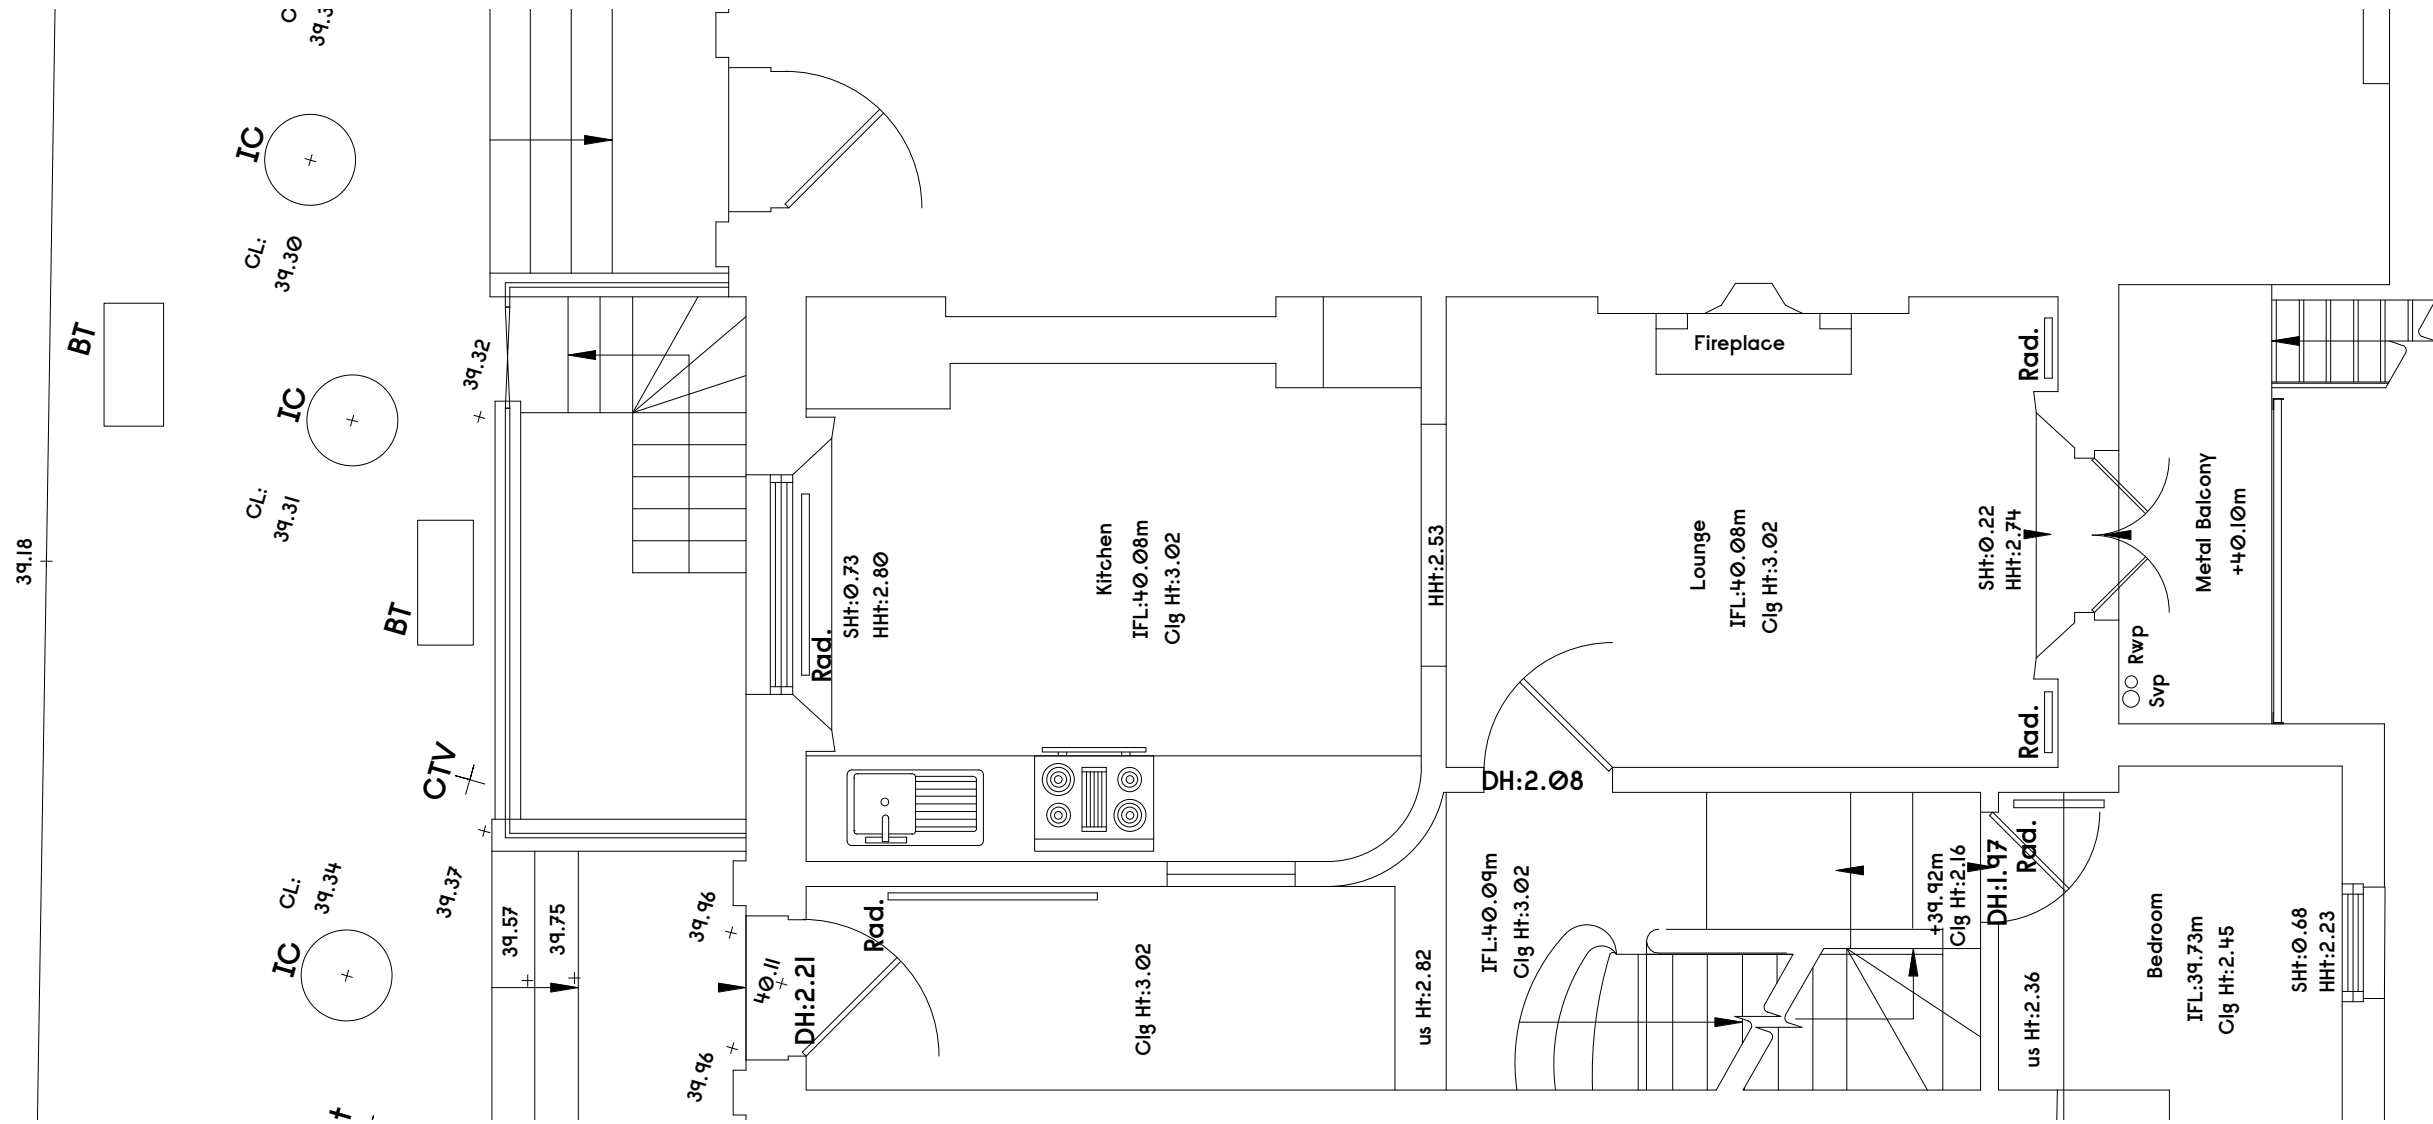 39.18
BT
IC
CL:
39.30
IC
CL:
39.31
BT
39.32
CTV
CL:
39.34
IC
39.37
39.57
39.75
39.96
40.11
DH:2.21
39.96
Rad.
SHt:0.73
HHt:2.80
Rad.
Kitchen
IFL:40.08m
Clg Ht:3.02
HHt:2.53
Clg Ht:3.02
us Ht:2.82
Fireplace
Lounge
IFL:40.08m
Clg Ht:3.02
Rad.
SHt:0.22
HHt:2.74
Rad.
DH:2.08
IFL:40.09m
Clg Ht:3.02
+39.92m
Clg Ht:2.16
DH:1.97
Rad.
us Ht:2.36
Metal Balcony
+40.10m
Rwp
Svp
Bedroom
IFL:39.73m
Clg Ht:2.45
SHt:0.68
HHt:2.23